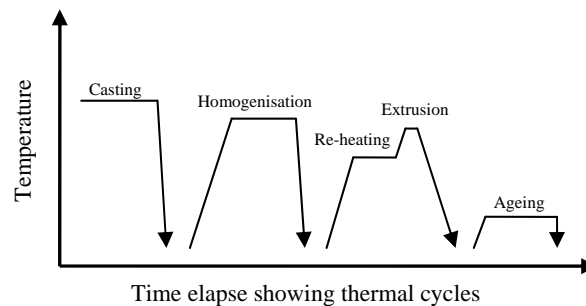 Temperature
Casting
Homogenisation
Re-heating
Extrusion
Ageing
Time elapse showing thermal cycles